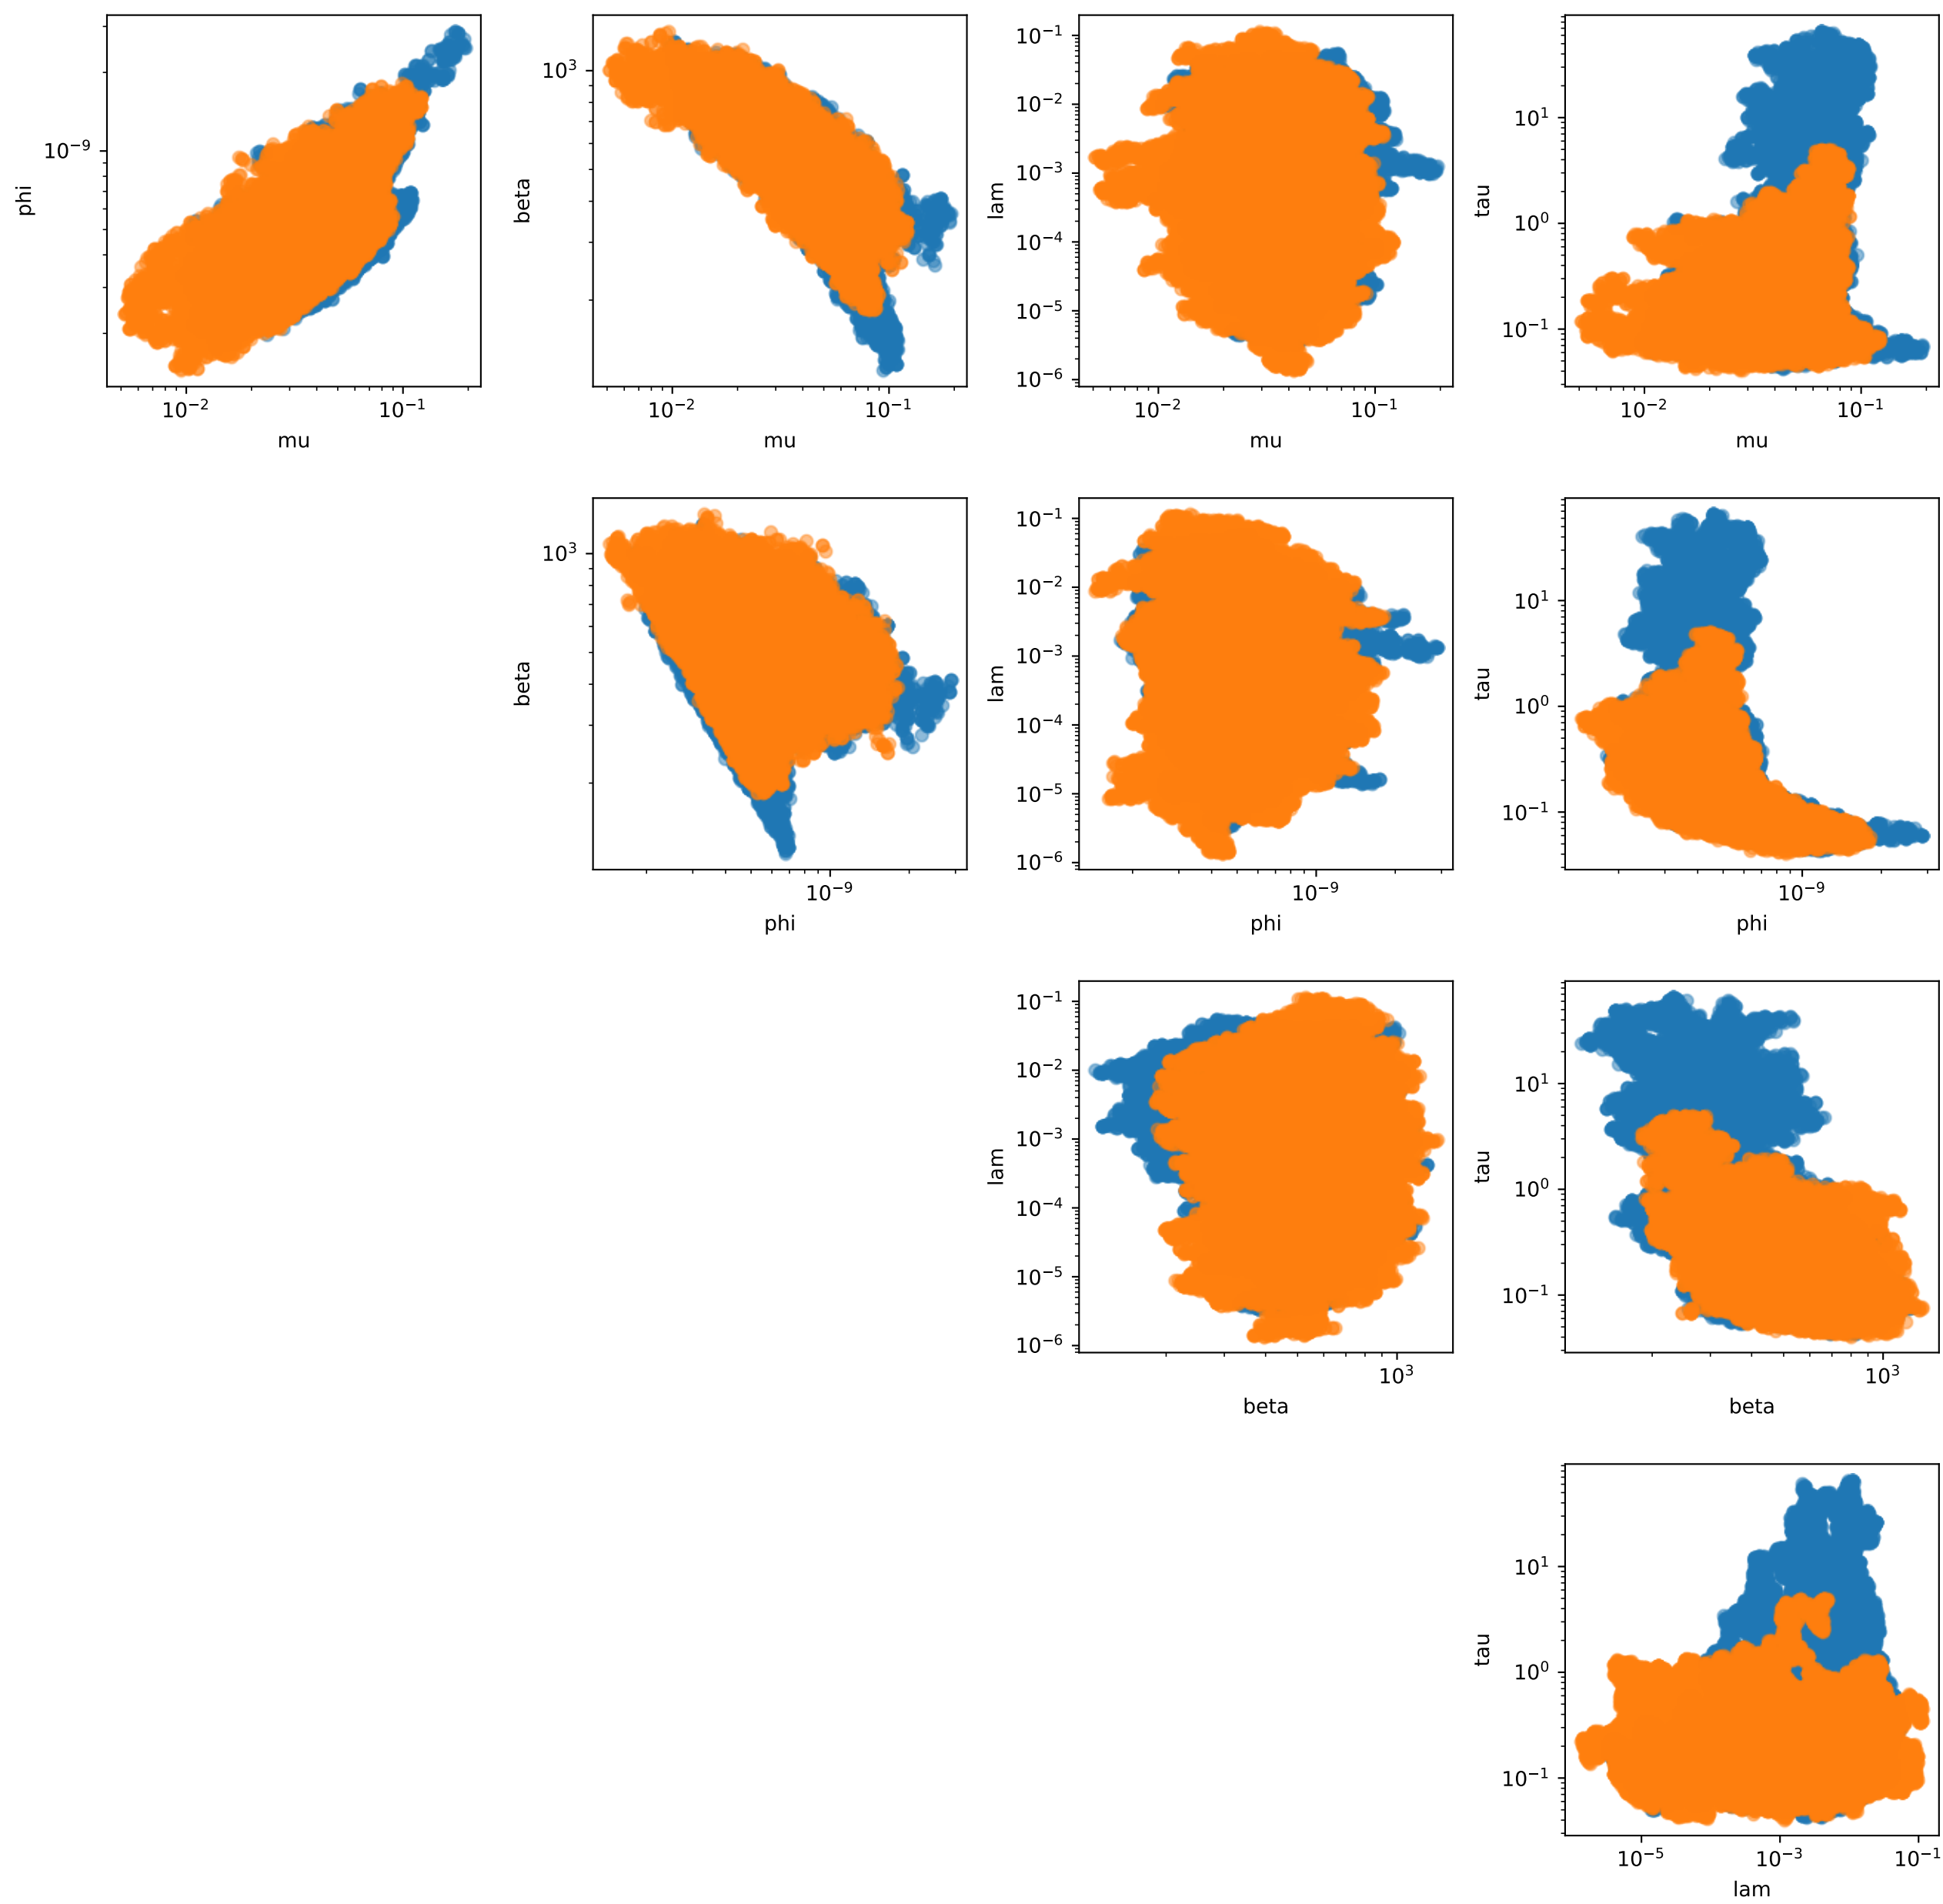 phi
10⁻⁹
10⁻² 10⁻¹
mu
beta
10³
10⁻² 10⁻¹
mu
lam
10⁻¹
10⁻²
10⁻³
10⁻⁴
10⁻⁵
10⁻⁶
10⁻² 10⁻¹
mu
tau
10¹
10⁰
10⁻¹
10⁻² 10⁻¹
mu
beta
10³
10⁻⁹
phi
lam
10⁻¹
10⁻²
10⁻³
10⁻⁴
10⁻⁵
10⁻⁶
10⁻⁹
phi
tau
10¹
10⁰
10⁻¹
10⁻⁹
phi
lam
10⁻¹
10⁻²
10⁻³
10⁻⁴
10⁻⁵
10⁻⁶
10³
beta
tau
10¹
10⁰
10⁻¹
10³
beta
tau
10¹
10⁰
10⁻¹
10⁻⁵ 10⁻³ 10⁻¹
lam